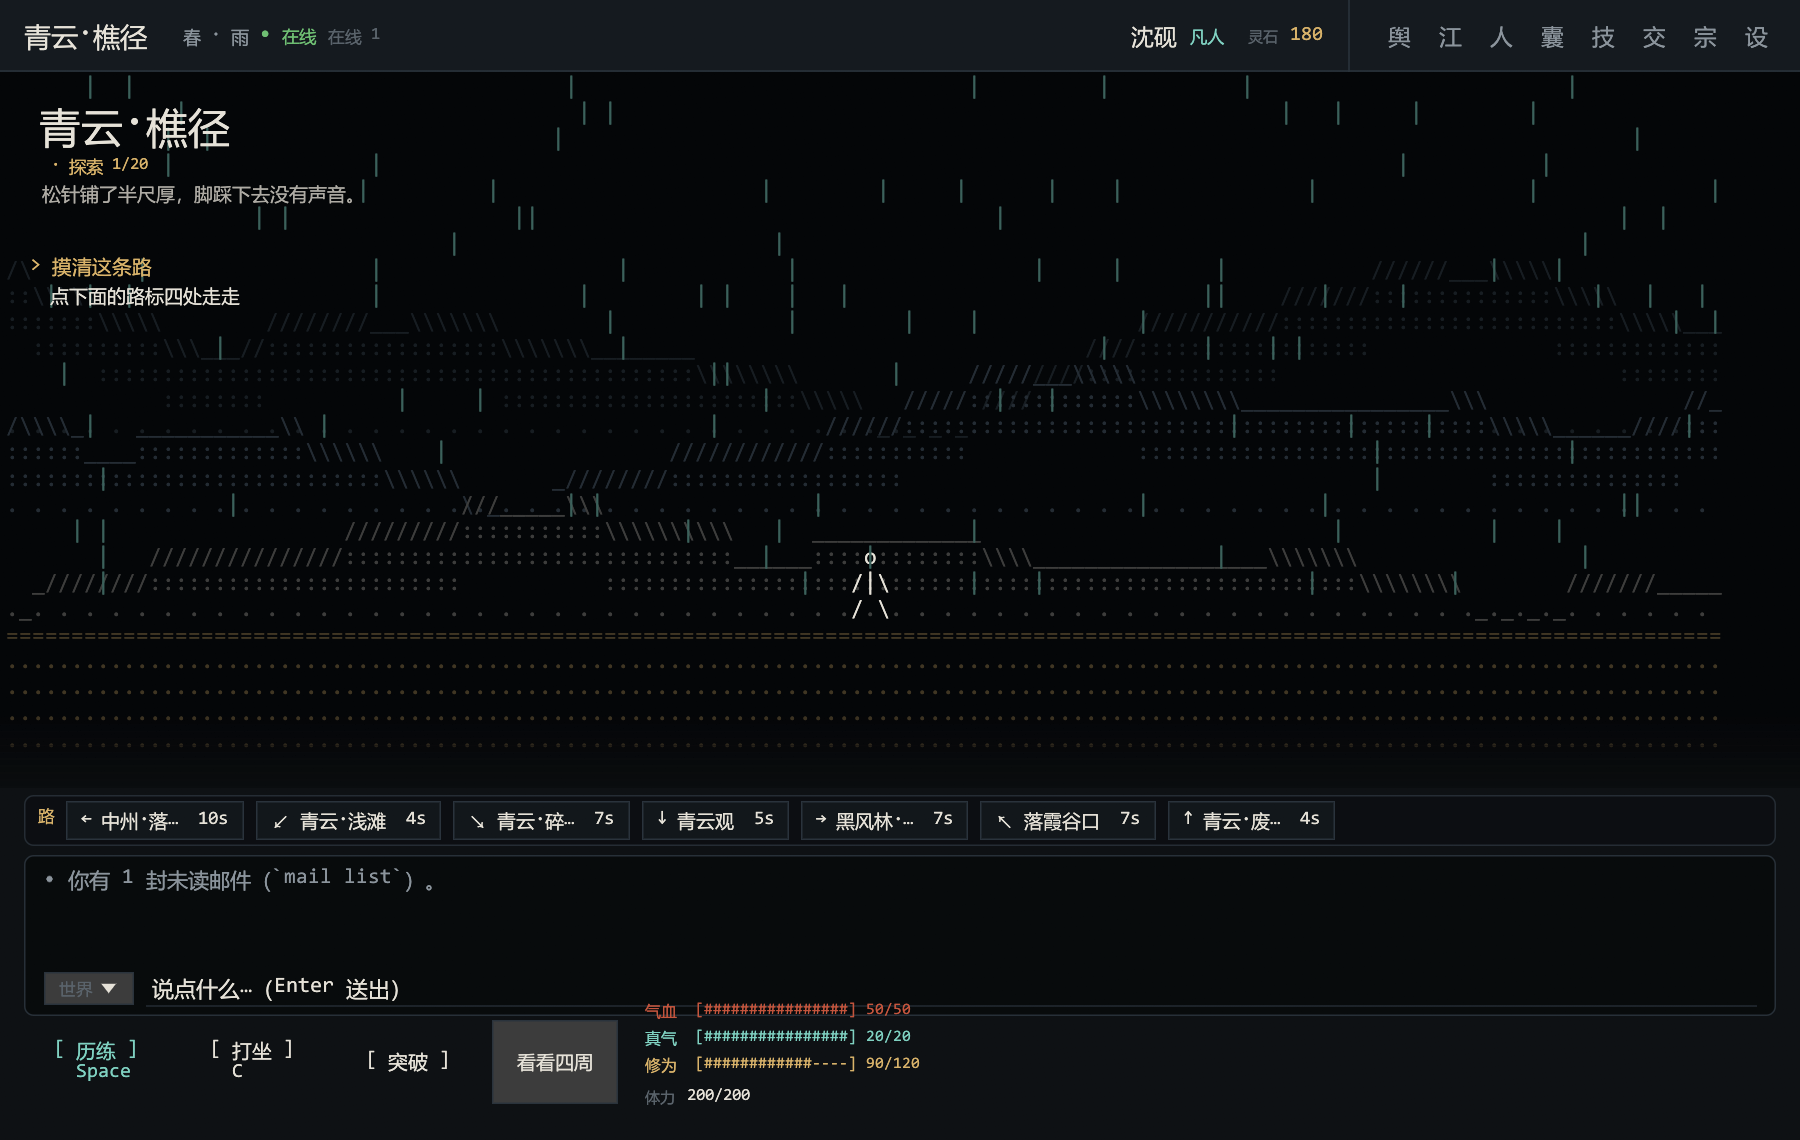 青云·樵径 春 · 雨 • 在线 在线 1 沈砚 凡人 灵石 180 舆 江 人 囊 技 交 宗 设
青云·樵径
· 探索 1/20
松针铺了半尺厚，脚踩下去没有声音。
> 摸清这条路
点下面的路标四处走走
路 ← 中州·落… 10s ↙ 青云·浅滩 4s ↘ 青云·碎… 7s ↓ 青云观 5s → 黑风林·… 7s ↖ 落霞谷口 7s ↑ 青云·废… 4s
• 你有 1 封未读邮件 (`mail list`) 。
世界 ▼ 说点什么… (Enter 送出)
气血 [################] 50/50
真气 [################] 20/20
修为 [############----] 90/120
体力 200/200
[ 历练 ] [ 打坐 ] [ 突破 ] 看看四周
Space C